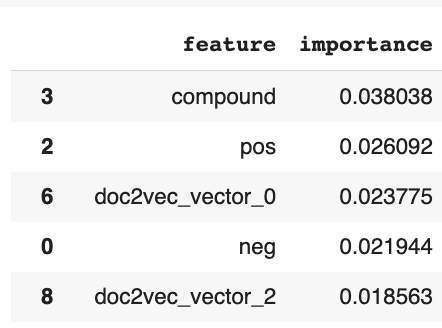 feature importance
3 compound 0.038038
2 pos 0.026092
6 doc2vec_vector_0 0.023775
0 neg 0.021944
8 doc2vec_vector_2 0.018563